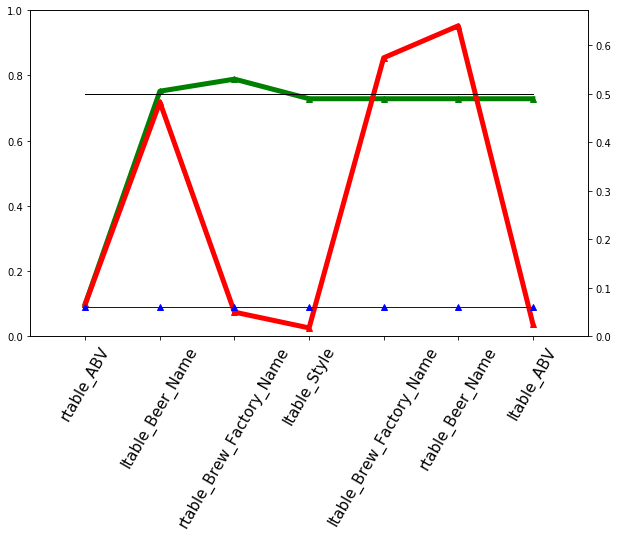 1.0
0.8
0.6
0.4
0.2
0.0
0.6
0.5
0.4
0.3
0.2
0.1
0.0
rtable_ABV
ltable_Beer_Name
rtable_Brew_Factory_Name
ltable_Style
ltable_Brew_Factory_Name
rtable_Beer_Name
ltable_ABV